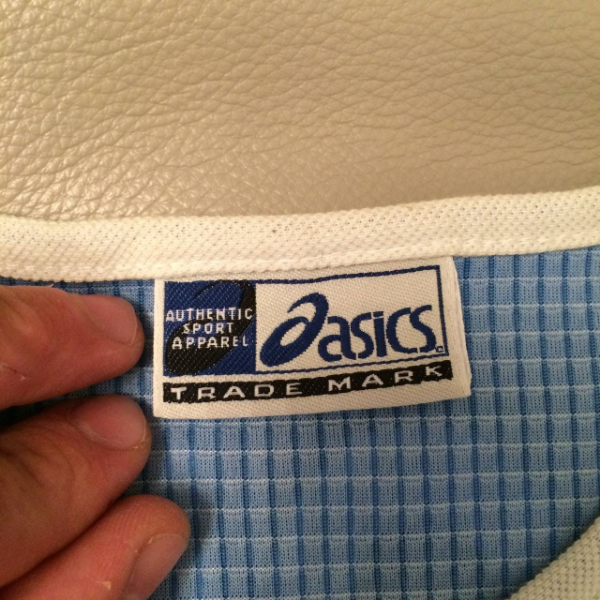 AUTHENTIC
SPORT
APPAREL
asics
TRADE MARK